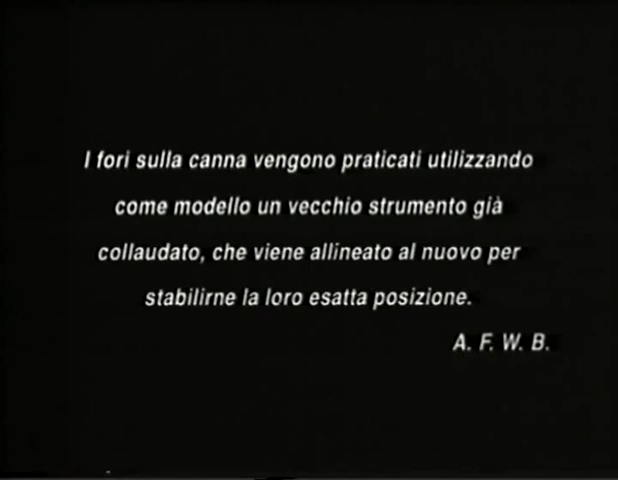 I fori sulla canna vengono praticati utilizzando
come modello un vecchio strumento già
collaudato, che viene allineato al nuovo per
stabilirne la loro esatta posizione.
A. F. W. B.